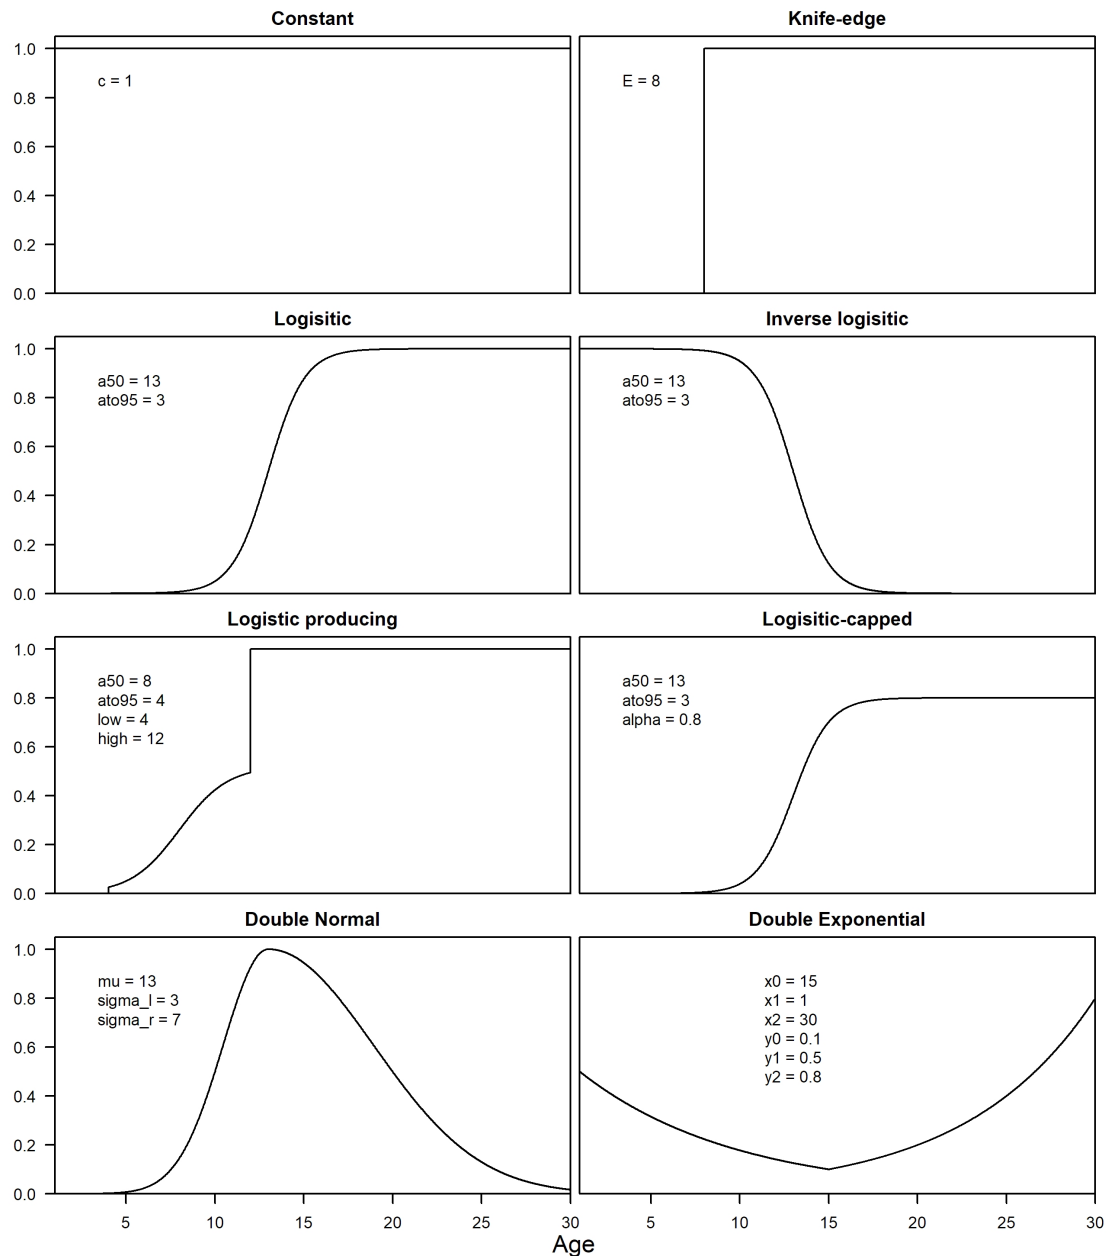 Constant
Knife-edge
1.0
0.8
0.6
0.4
0.2
0.0
c = 1
E = 8
Logisitic
Inverse logisitic
1.0
0.8
0.6
0.4
0.2
0.0
a50 = 13
ato95 = 3
a50 = 13
ato95 = 3
Logistic producing
Logisitic-capped
1.0
0.8
0.6
0.4
0.2
0.0
a50 = 8
ato95 = 4
low = 4
high = 12
a50 = 13
ato95 = 3
alpha = 0.8
Double Normal
Double Exponential
1.0
0.8
0.6
0.4
0.2
0.0
mu = 13
sigma_l = 3
sigma_r = 7
x0 = 15
x1 = 1
x2 = 30
y0 = 0.1
y1 = 0.5
y2 = 0.8
5 10 15 20 25 30
5 10 15 20 25 30
Age